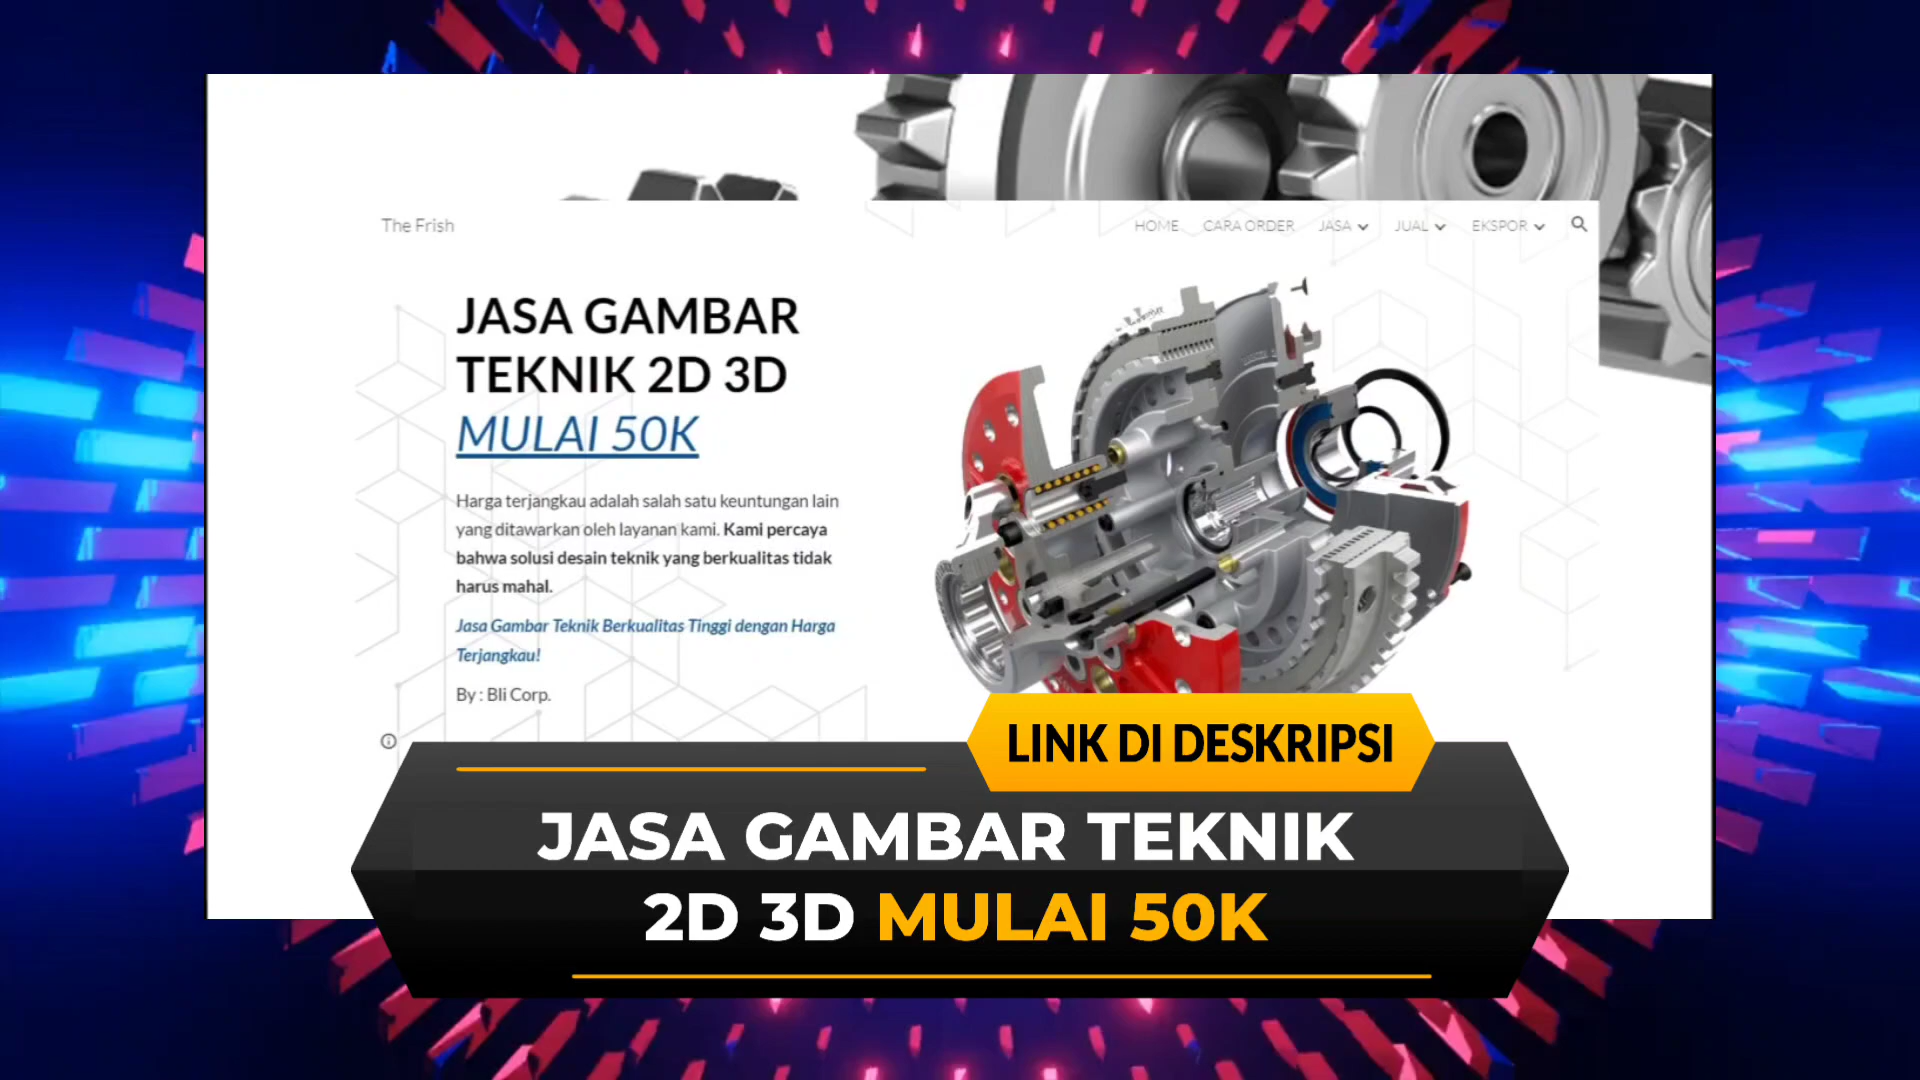 The Frish
HOME CARA ORDER JASA JUAL EKSPOR
JASA GAMBAR
TEKNIK 2D 3D
MULAI 50K
Harga terjangkau adalah salah satu keuntungan lain
yang ditawarkan oleh layanan kami. Kami percaya
bahwa solusi desain teknik yang berkualitas tidak
harus mahal.
Jasa Gambar Teknik Berkualitas Tinggi dengan Harga
Terjangkau!
By : Bli Corp.
LINK DI DESKRIPSI
JASA GAMBAR TEKNIK
2D 3D MULAI 50K